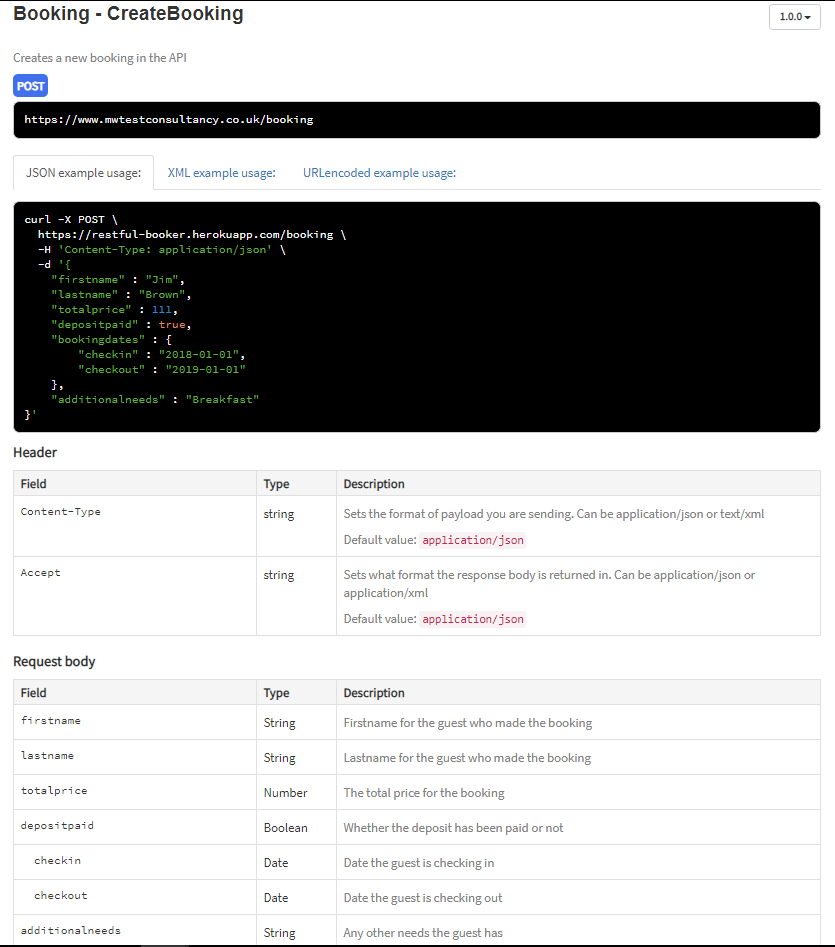 Booking - CreateBooking
1.0.0
Creates a new booking in the API
POST
https://www.mwtestconsultancy.co.uk/booking
JSON example usage: XML example usage: URLencoded example usage:
curl -X POST \
  https://restful-booker.herokuapp.com/booking \
  -H 'Content-Type: application/json' \
  -d '{
    "firstname" : "Jim",
    "lastname" : "Brown",
    "totalprice" : 111,
    "depositpaid" : true,
    "bookingdates" : {
        "checkin" : "2018-01-01",
        "checkout" : "2019-01-01"
    },
    "additionalneeds" : "Breakfast"
}'
Header
Field Type Description
Content-Type string Sets the format of payload you are sending. Can be application/json or text/xml
Default value: application/json
Accept string Sets what format the response body is returned in. Can be application/json or
application/xml
Default value: application/json
Request body
Field Type Description
firstname String Firstname for the guest who made the booking
lastname String Lastname for the guest who made the booking
totalprice Number The total price for the booking
depositpaid Boolean Whether the deposit has been paid or not
checkin Date Date the guest is checking in
checkout Date Date the guest is checking out
additionalneeds String Any other needs the guest has